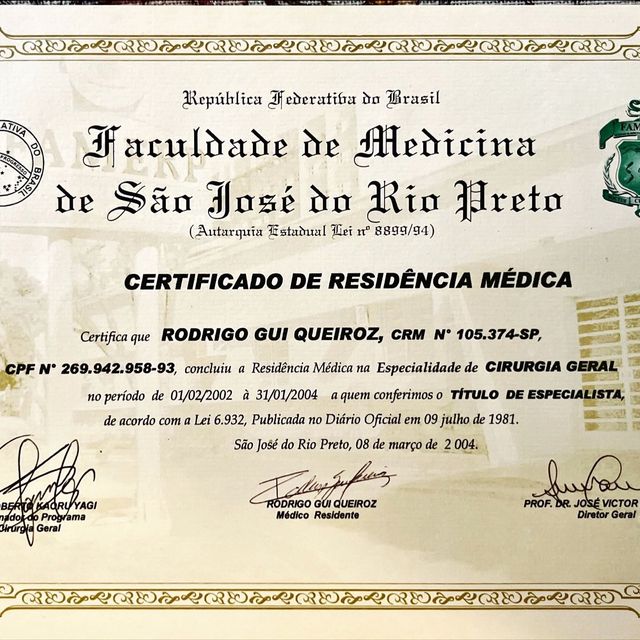 República Federativa do Brasil
Faculdade de Medicina
de São José do Rio Preto
(Autarquia Estadual Lei nº 8899/94)
CERTIFICADO DE RESIDÊNCIA MÉDICA
Certifica que RODRIGO GUI QUEIROZ, CRM N° 105.374-SP,
CPF N° 269.942.958-93, concluiu a Residência Médica na Especialidade de CIRURGIA GERAL
no período de 01/02/2002 à 31/01/2004 a quem conferimos o TÍTULO DE ESPECIALISTA,
de acordo com a Lei 6.932, Publicada no Diário Oficial em 09 julho de 1981.
São José do Rio Preto, 08 de março de 2004.
KAORU YAGI
do Programa
Cirurgia Geral
RODRIGO GUI QUEIROZ
Médico Residente
PROF. DR. JOSÉ VICTOR
Diretor Geral
DO BRASIL